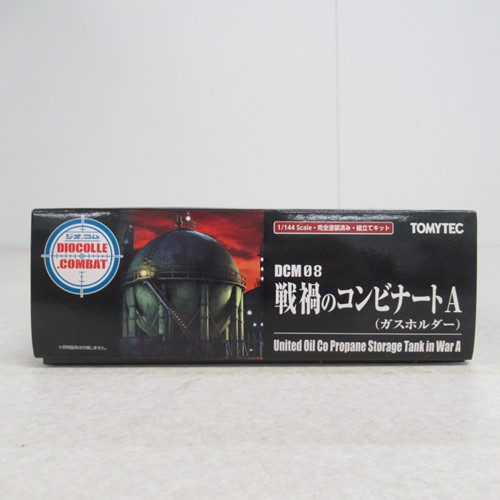 ジオ.コム
DIOCOLLE
.COMBAT
1/144 Scale・完全塗装済み・組立てキット
TOMYTEC
DCM08
戦禍のコンビナートA
(ガスホルダー)
United Oil Co Propane Storage Tank in War A